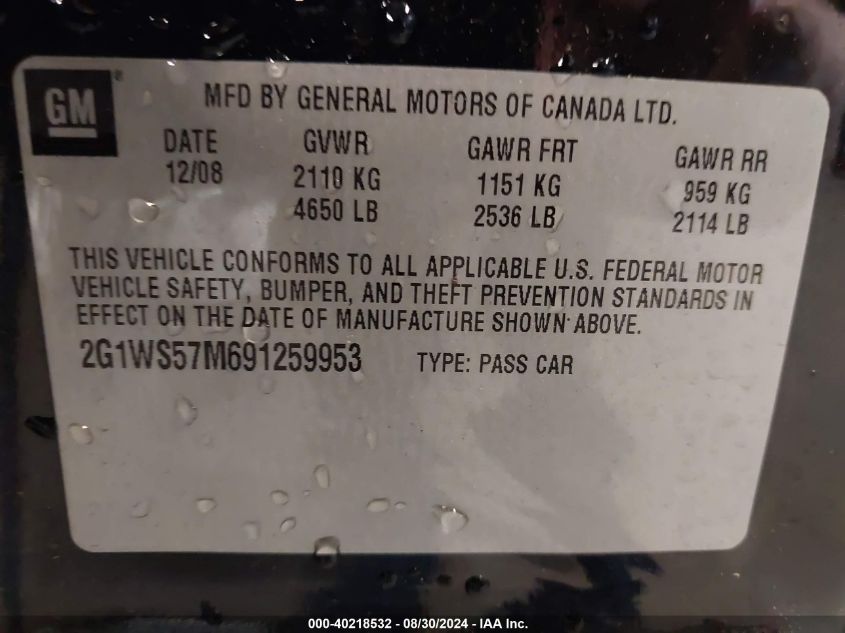 GM®
MFD BY GENERAL MOTORS OF CANADA LTD.
DATE GVWR GAWR FRT GAWR RR
12/08 2110 KG 1151 KG 959 KG
4650 LB 2536 LB 2114 LB
THIS VEHICLE CONFORMS TO ALL APPLICABLE U.S. FEDERAL MOTOR
VEHICLE SAFETY, BUMPER, AND THEFT PREVENTION STANDARDS IN
EFFECT ON THE DATE OF MANUFACTURE SHOWN ABOVE.
2G1WS57M691259953 TYPE: PASS CAR
000-40218532 - 08/30/2024 - IAA Inc.